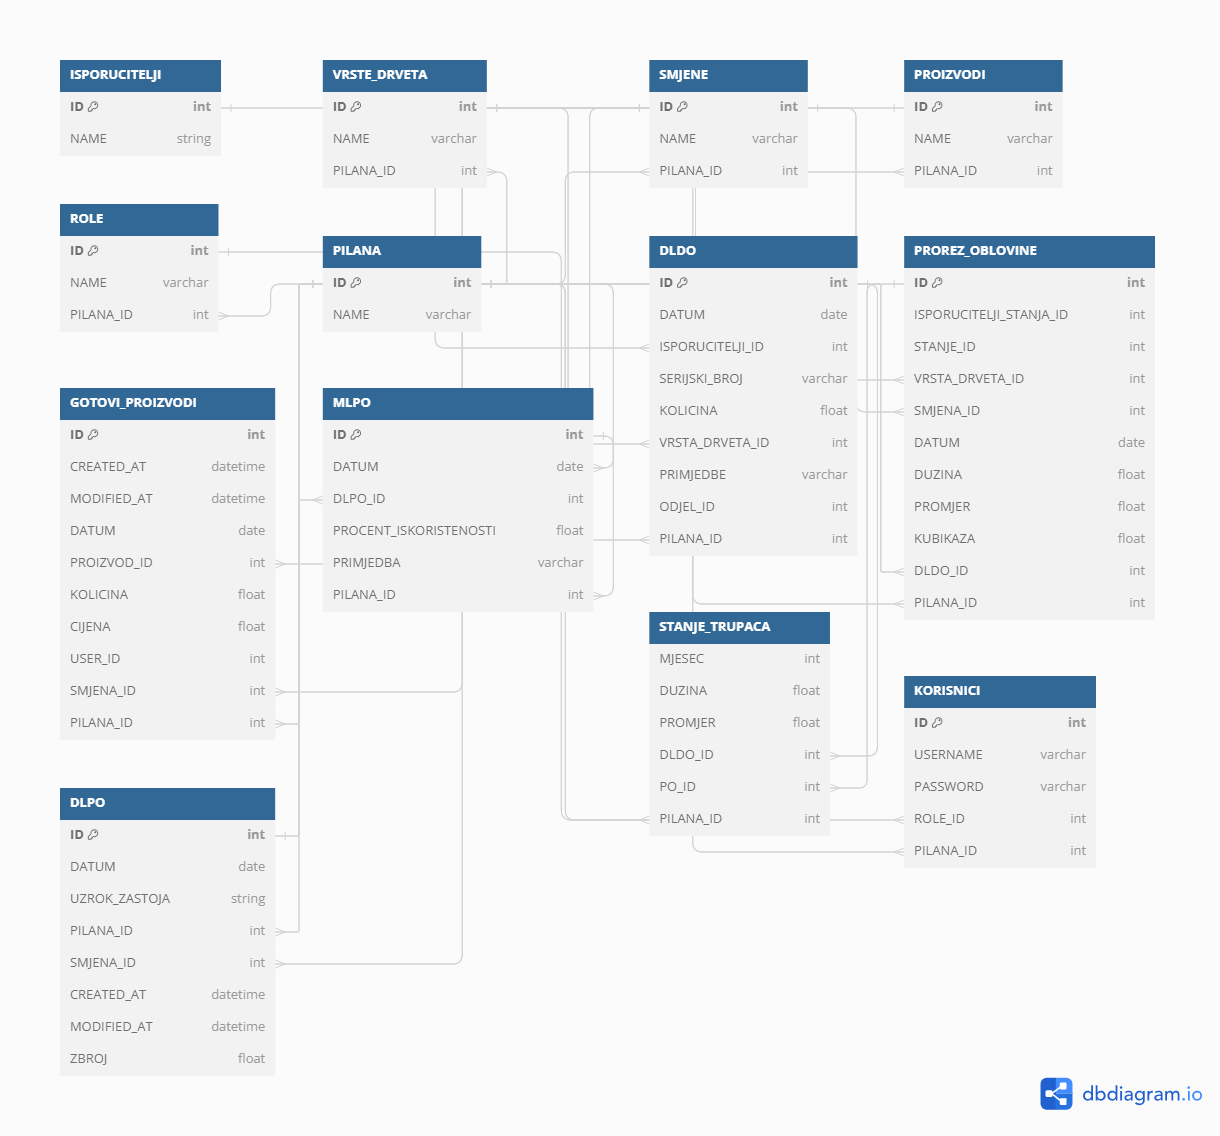 ISPORUCITELJI
ID int
NAME string
VRSTE_DRVETA
ID int
NAME varchar
PILANA_ID int
SMJENE
ID int
NAME varchar
PILANA_ID int
PROIZVODI
ID int
NAME varchar
PILANA_ID int
ROLE
ID int
NAME varchar
PILANA_ID int
PILANA
ID int
NAME varchar
DLDO
ID int
DATUM date
ISPORUCITELJI_ID int
SERIJSKI_BROJ varchar
KOLICINA float
VRSTA_DRVETA_ID int
PRIMJEDBE varchar
ODJEL_ID int
PILANA_ID int
PROREZ_OBLOVINE
ID int
ISPORUCITELJI_STANJA_ID int
STANJE_ID int
VRSTA_DRVETA_ID int
SMJENA_ID int
DATUM date
DUZINA float
PROMJER float
KUBIKAZA float
DLDO_ID int
PILANA_ID int
GOTOVI_PROIZVODI
ID int
CREATED_AT datetime
MODIFIED_AT datetime
DATUM date
PROIZVOD_ID int
KOLICINA float
CIJENA float
USER_ID int
SMJENA_ID int
PILANA_ID int
MLPO
ID int
DATUM date
DLPO_ID int
PROCENT_ISKORISTENOSTI float
PRIMJEDBA varchar
PILANA_ID int
STANJE_TRUPACA
MJESEC int
DUZINA float
PROMJER float
DLDO_ID int
PO_ID int
PILANA_ID int
KORISNICI
ID int
USERNAME varchar
PASSWORD varchar
ROLE_ID int
PILANA_ID int
DLPO
ID int
DATUM date
UZROK_ZASTOJA string
PILANA_ID int
SMJENA_ID int
CREATED_AT datetime
MODIFIED_AT datetime
ZBROJ float
dbdiagram.io